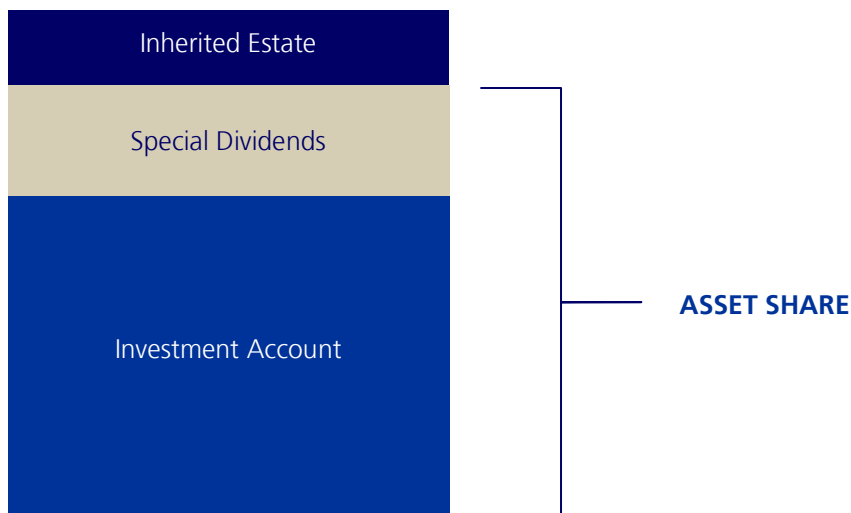 Inherited Estate
Special Dividends
Investment Account
ASSET SHARE